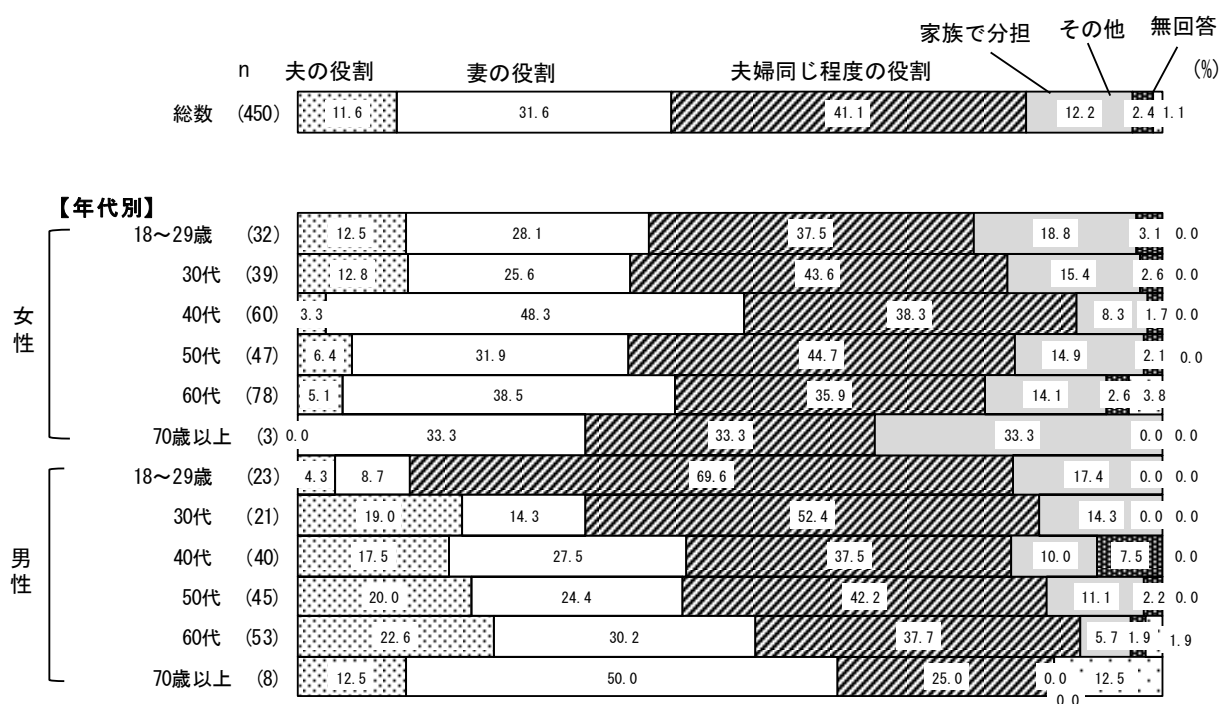 家族で分担 その他 無回答
n 夫の役割 妻の役割 夫婦同じ程度の役割 (%)
総数 (450) 11.6 31.6 41.1 12.2 2.4 1.1
【年代別】
女性
18～29歳 (32) 12.5 28.1 37.5 18.8 3.1 0.0
30代 (39) 12.8 25.6 43.6 15.4 2.6 0.0
40代 (60) 3.3 48.3 38.3 8.3 1.7 0.0
50代 (47) 6.4 31.9 44.7 14.9 2.1 0.0
60代 (78) 5.1 38.5 35.9 14.1 2.6 3.8
70歳以上 (3) 0.0 33.3 33.3 33.3 0.0 0.0
男性
18～29歳 (23) 4.3 8.7 69.6 17.4 0.0 0.0
30代 (21) 19.0 14.3 52.4 14.3 0.0 0.0
40代 (40) 17.5 27.5 37.5 10.0 7.5 0.0
50代 (45) 20.0 24.4 42.2 11.1 2.2 0.0
60代 (53) 22.6 30.2 37.7 5.7 1.9 1.9
70歳以上 (8) 12.5 50.0 25.0 0.0 12.5
0.0